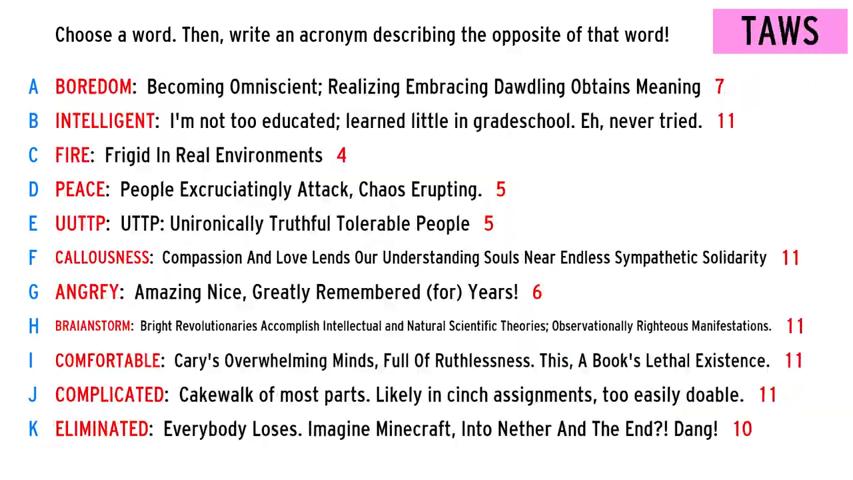 Choose a word. Then, write an acronym describing the opposite of that word!
TAWS
A BOREDOM: Becoming Omniscient; Realizing Embracing Dawdling Obtains Meaning 7
B INTELLIGENT: I'm not too educated; learned little in gradeschool. Eh, never tried. 11
C FIRE: Frigid In Real Environments 4
D PEACE: People Excruciatingly Attack, Chaos Erupting. 5
E UUTTP: UTTP: Unironically Truthful Tolerable People 5
F CALLOUSNESS: Compassion And Love Lends Our Understanding Souls Near Endless Sympathetic Solidarity 11
G ANGRFY: Amazing Nice, Greatly Remembered (for) Years! 6
H BRAIANSTORM: Bright Revolutionaries Accomplish Intellectual and Natural Scientific Theories; Observationally Righteous Manifestations. 11
I COMFORTABLE: Cary's Overwhelming Minds, Full Of Ruthlessness. This, A Book's Lethal Existence. 11
J COMPLICATED: Cakewalk of most parts. Likely in cinch assignments, too easily doable. 11
K ELIMINATED: Everybody Loses. Imagine Minecraft, Into Nether And The End?! Dang! 10